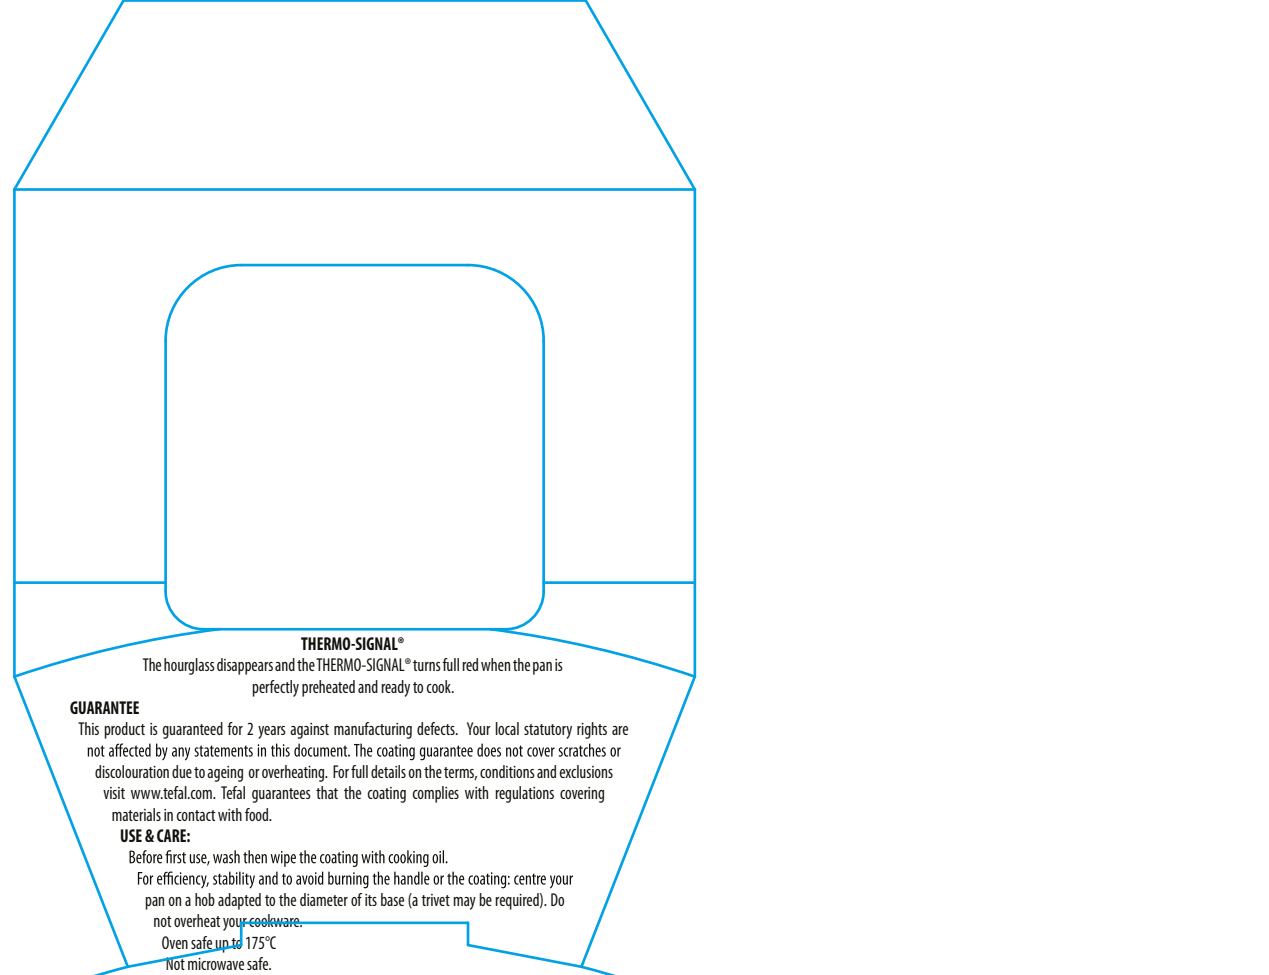 THERMO-SIGNAL®
The hourglass disappears and the THERMO-SIGNAL® turns full red when the pan is
perfectly preheated and ready to cook.
GUARANTEE
This product is guaranteed for 2 years against manufacturing defects. Your local statutory rights are
not affected by any statements in this document. The coating guarantee does not cover scratches or
discolouration due to ageing or overheating. For full details on the terms, conditions and exclusions
visit www.tefal.com. Tefal guarantees that the coating complies with regulations covering
materials in contact with food.
USE & CARE:
Before first use, wash then wipe the coating with cooking oil.
For efficiency, stability and to avoid burning the handle or the coating: centre your
pan on a hob adapted to the diameter of its base (a trivet may be required). Do
not overheat your cookware.
Oven safe up to 175°C
Not microwave safe.